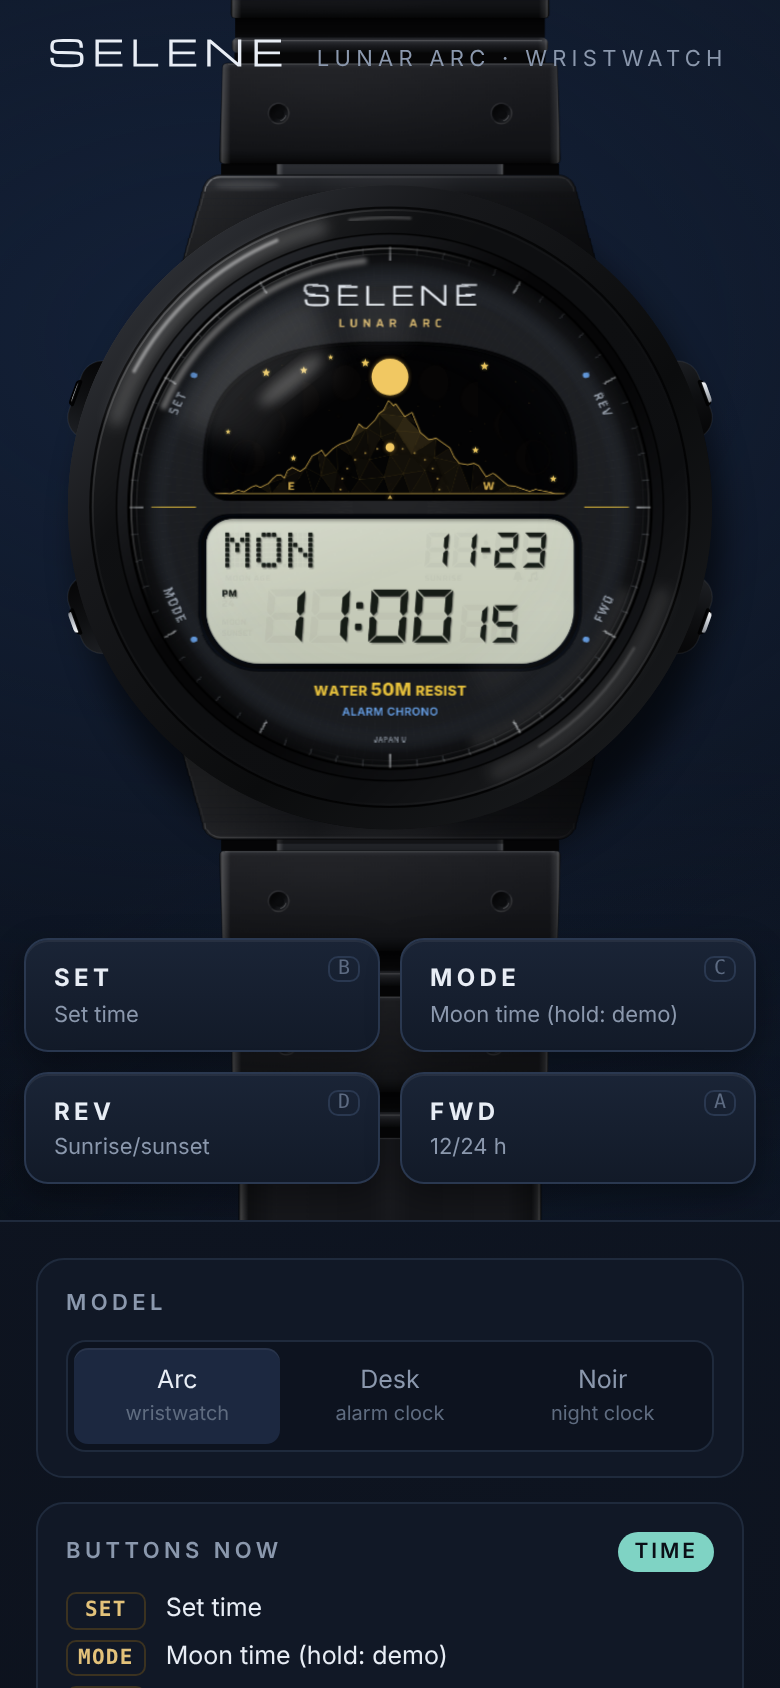 SELENE LUNAR ARC · WRISTWATCH
SELENE
LUNAR ARC
SET REV
E W
MON 11-23
PM 11:00 15
MODE FWD
WATER 50M RESIST
ALARM CHRONO
JAPAN U
SET B
Set time
MODE C
Moon time (hold: demo)
REV D
Sunrise/sunset
FWD A
12/24 h
MODEL
Arc Desk Noir
wristwatch alarm clock night clock
BUTTONS NOW TIME
SET Set time
MODE Moon time (hold: demo)